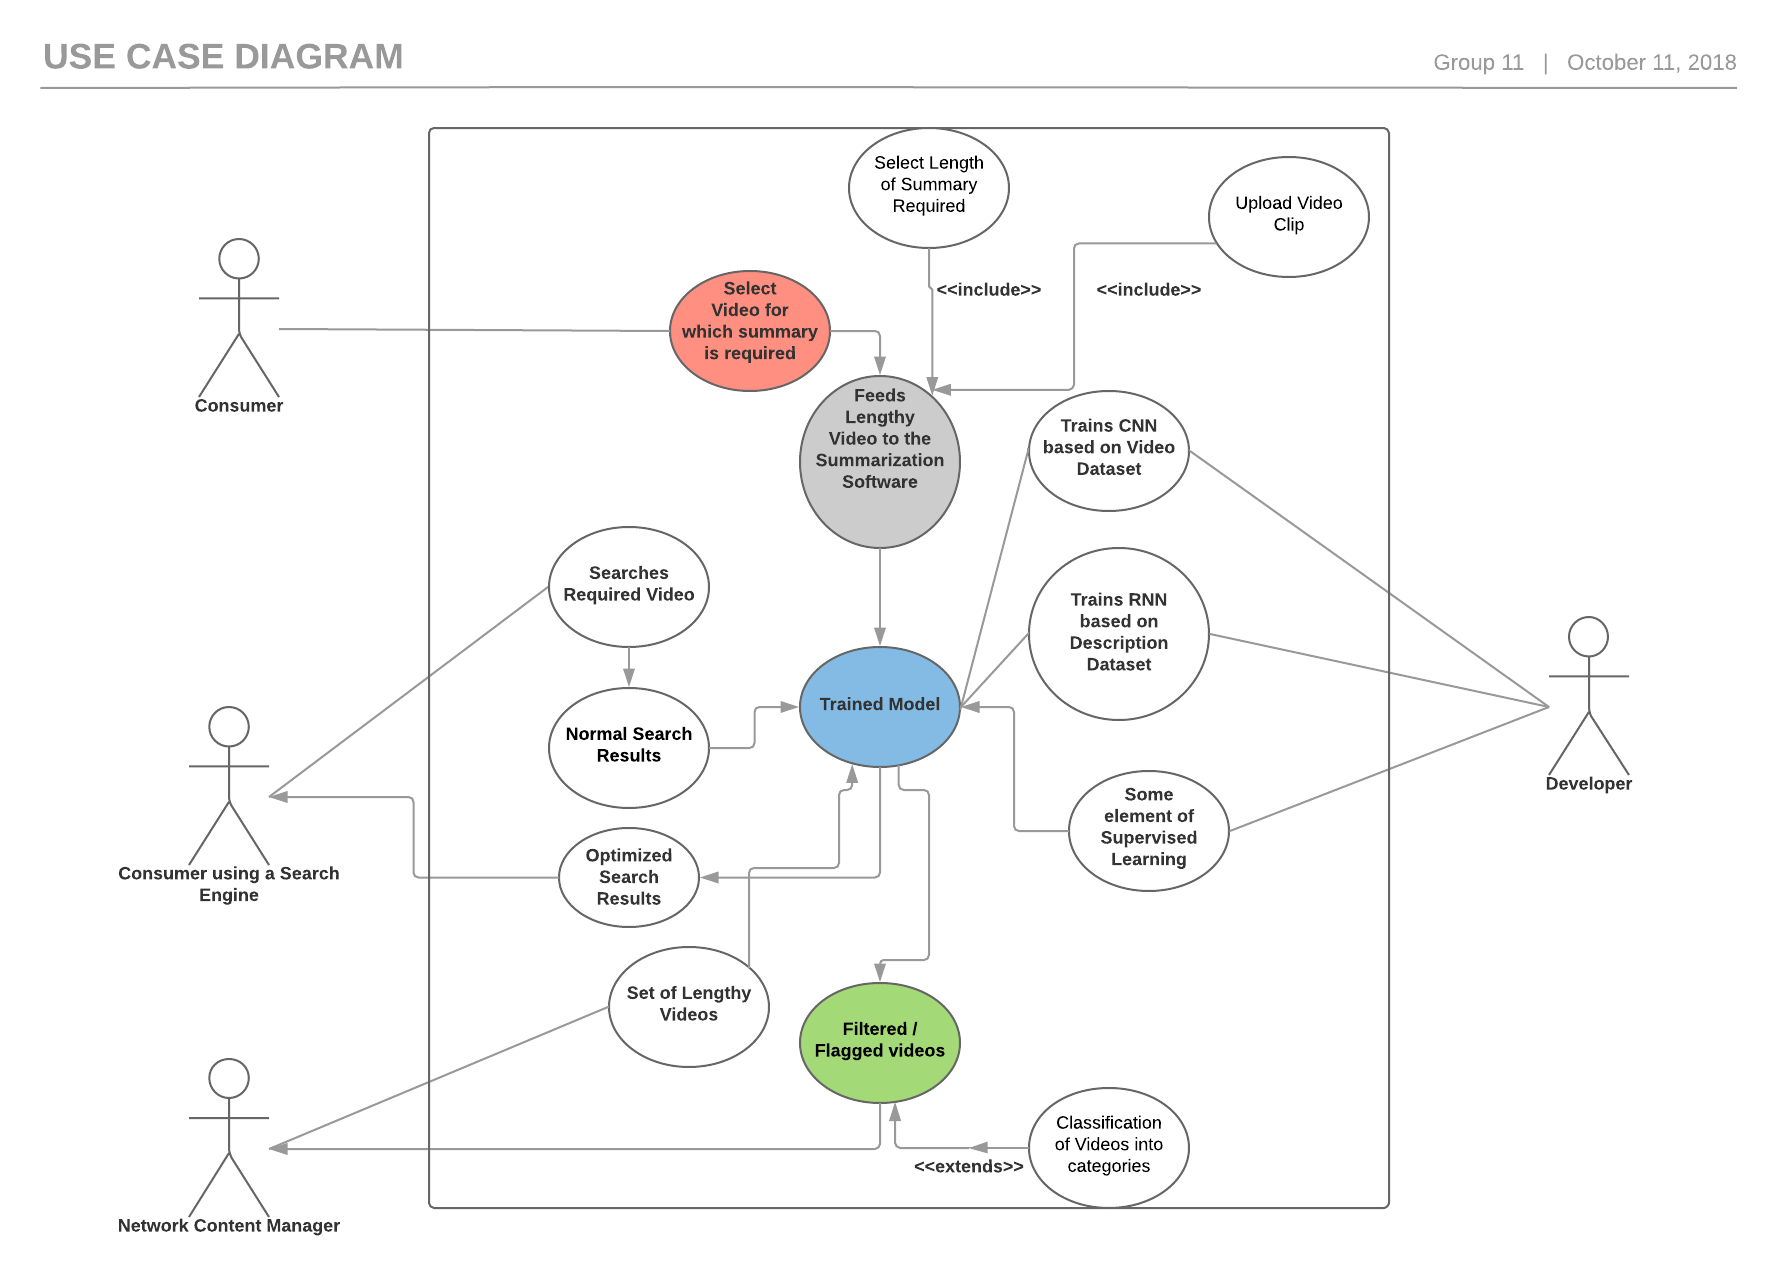 USE CASE DIAGRAM
Group 11 | October 11, 2018
Select Length
of Summary
Required
Upload Video
Clip
<<include>>
<<include>>
Select
Video for
which summary
is required
Consumer
Feeds
Lengthy
Video to the
Summarization
Software
Trains CNN
based on Video
Dataset
Searches
Required Video
Trains RNN
based on
Description
Dataset
Trained Model
Normal Search
Results
Developer
Some
element of
Supervised
Learning
Optimized
Search
Results
Consumer using a Search
Engine
Set of Lengthy
Videos
Filtered /
Flagged videos
Classification
of Videos into
categories
<<extends>>
Network Content Manager